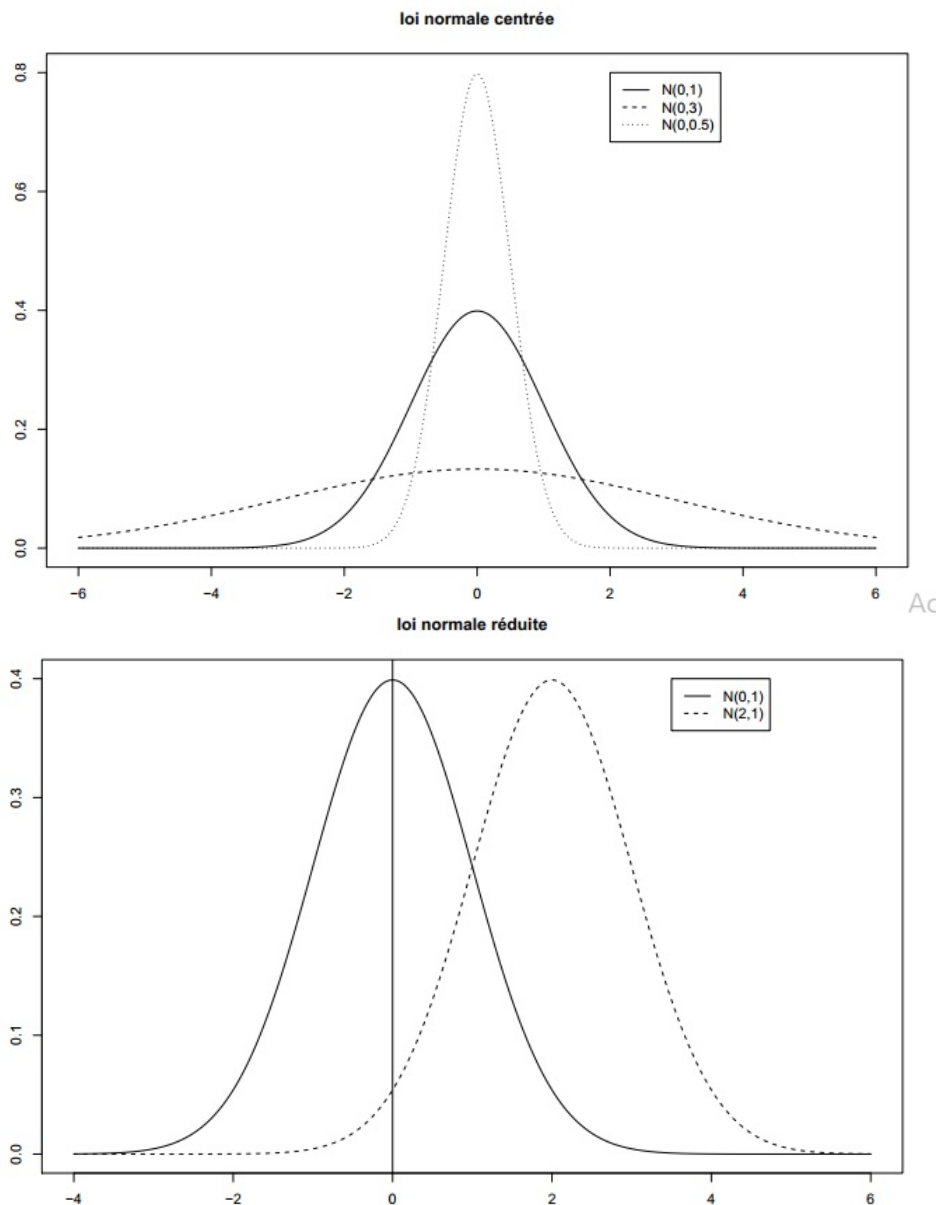 loi normale centrée
N(0,1)
N(0,3)
N(0,0.5)
0.8
0.6
0.4
0.2
0.0
−6 −4 −2 0 2 4 6
Ac
loi normale réduite
N(0,1)
N(2,1)
0.4
0.3
0.2
0.1
0.0
−4 −2 0 2 4 6